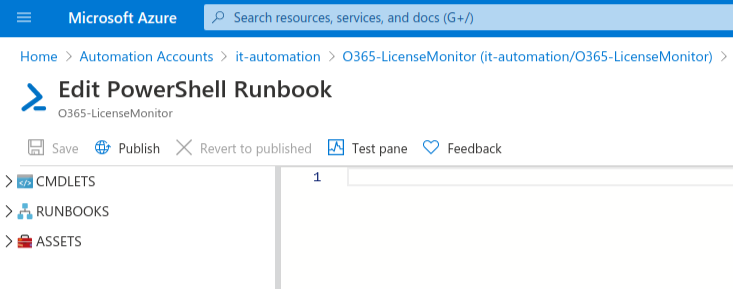 Microsoft Azure
Search resources, services, and docs (G+/)
Home > Automation Accounts > it-automation > O365-LicenseMonitor (it-automation/O365-LicenseMonitor) >
Edit PowerShell Runbook
O365-LicenseMonitor
Save Publish Revert to published Test pane Feedback
CMDLETS
1
RUNBOOKS
ASSETS